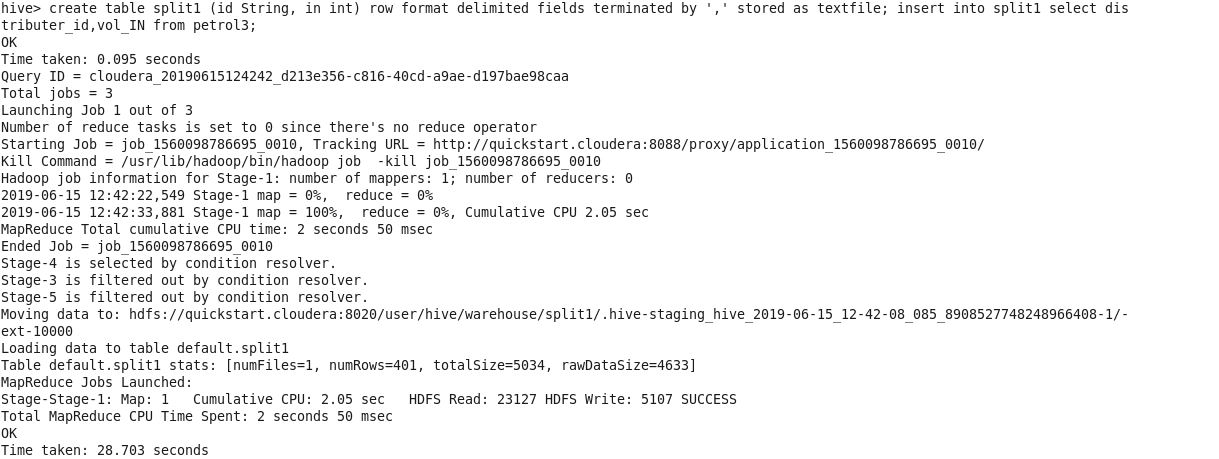 hive> create table split1 (id String, in int) row format delimited fields terminated by ',' stored as textfile; insert into split1 select dis
tributer_id,vol_IN from petrol3;
OK
Time taken: 0.095 seconds
Query ID = cloudera_20190615124242_d213e356-c816-40cd-a9ae-d197bae98caa
Total jobs = 3
Launching Job 1 out of 3
Number of reduce tasks is set to 0 since there's no reduce operator
Starting Job = job_1560098786695_0010, Tracking URL = http://quickstart.cloudera:8088/proxy/application_1560098786695_0010/
Kill Command = /usr/lib/hadoop/bin/hadoop job  -kill job_1560098786695_0010
Hadoop job information for Stage-1: number of mappers: 1; number of reducers: 0
2019-06-15 12:42:22,549 Stage-1 map = 0%,  reduce = 0%
2019-06-15 12:42:33,881 Stage-1 map = 100%,  reduce = 0%, Cumulative CPU 2.05 sec
MapReduce Total cumulative CPU time: 2 seconds 50 msec
Ended Job = job_1560098786695_0010
Stage-4 is selected by condition resolver.
Stage-3 is filtered out by condition resolver.
Stage-5 is filtered out by condition resolver.
Moving data to: hdfs://quickstart.cloudera:8020/user/hive/warehouse/split1/.hive-staging_hive_2019-06-15_12-42-08_085_8908527748248966408-1/-
ext-10000
Loading data to table default.split1
Table default.split1 stats: [numFiles=1, numRows=401, totalSize=5034, rawDataSize=4633]
MapReduce Jobs Launched:
Stage-Stage-1: Map: 1   Cumulative CPU: 2.05 sec   HDFS Read: 23127 HDFS Write: 5107 SUCCESS
Total MapReduce CPU Time Spent: 2 seconds 50 msec
OK
Time taken: 28.703 seconds